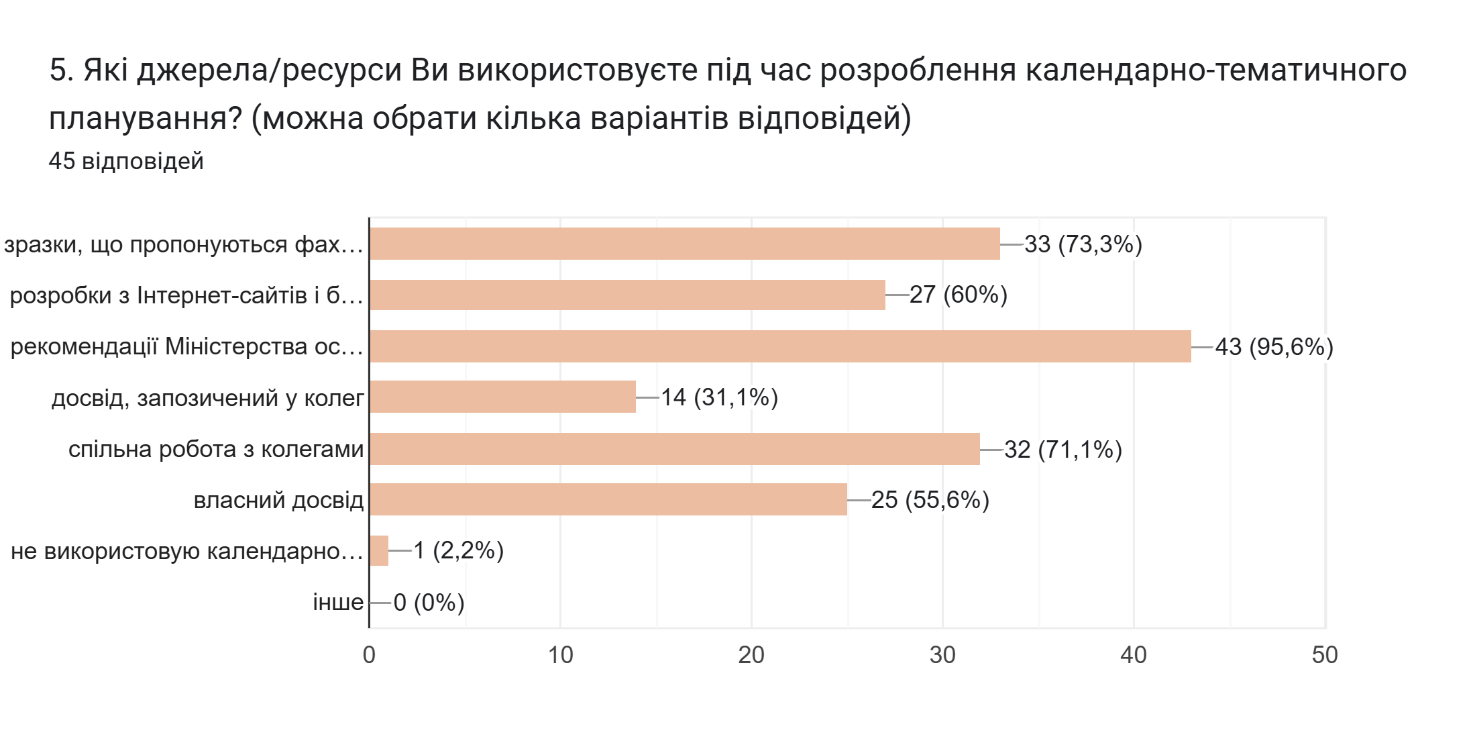 5. Які джерела/ресурси Ви використовуєте під час розроблення календарно-тематичного
планування? (можна обрати кілька варіантів відповідей)
45 відповідей
зразки, що пропонуються фах…
33 (73,3%)
розробки з Інтернет-сайтів і б…
27 (60%)
рекомендації Міністерства ос…
43 (95,6%)
досвід, запозичений у колег
14 (31,1%)
спільна робота з колегами
32 (71,1%)
власний досвід
25 (55,6%)
не використовую календарно…
1 (2,2%)
інше
0 (0%)
0 10 20 30 40 50